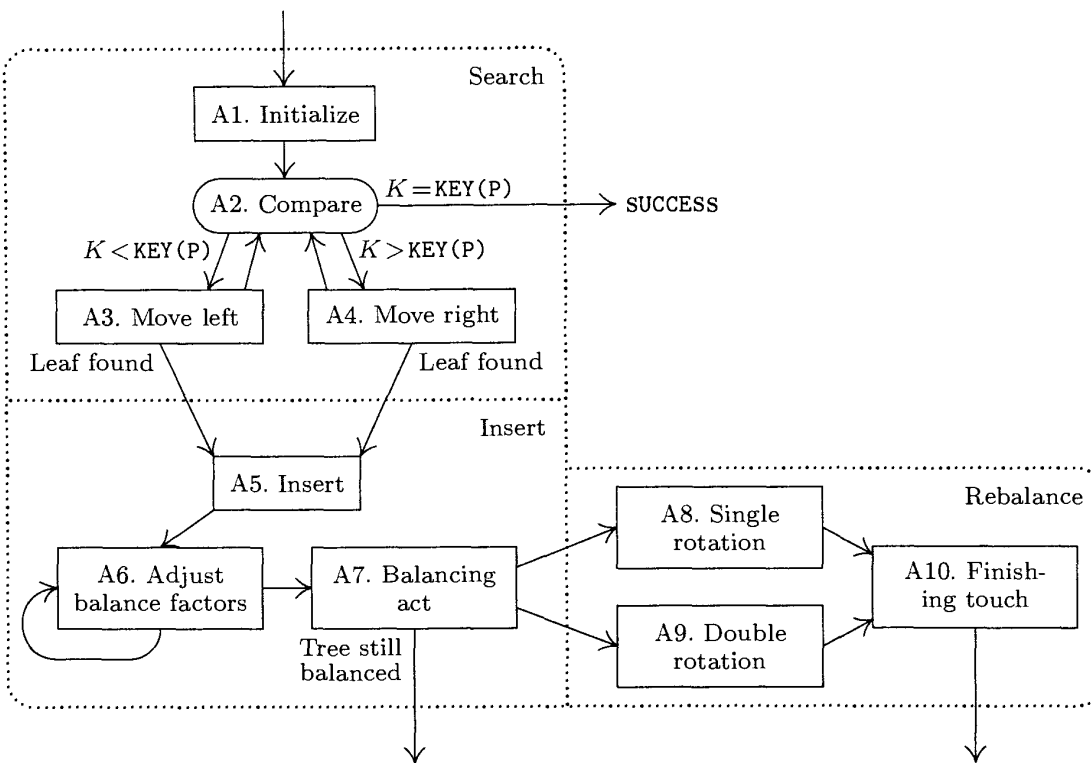 Search
A1. Initialize
K=KEY(P)
A2. Compare
SUCCESS
K<KEY(P)
K>KEY(P)
A3. Move left
A4. Move right
Leaf found
Leaf found
Insert
A5. Insert
Rebalance
A8. Single
rotation
A6. Adjust
balance factors
A7. Balancing
act
A10. Finish-
ing touch
Tree still
balanced
A9. Double
rotation